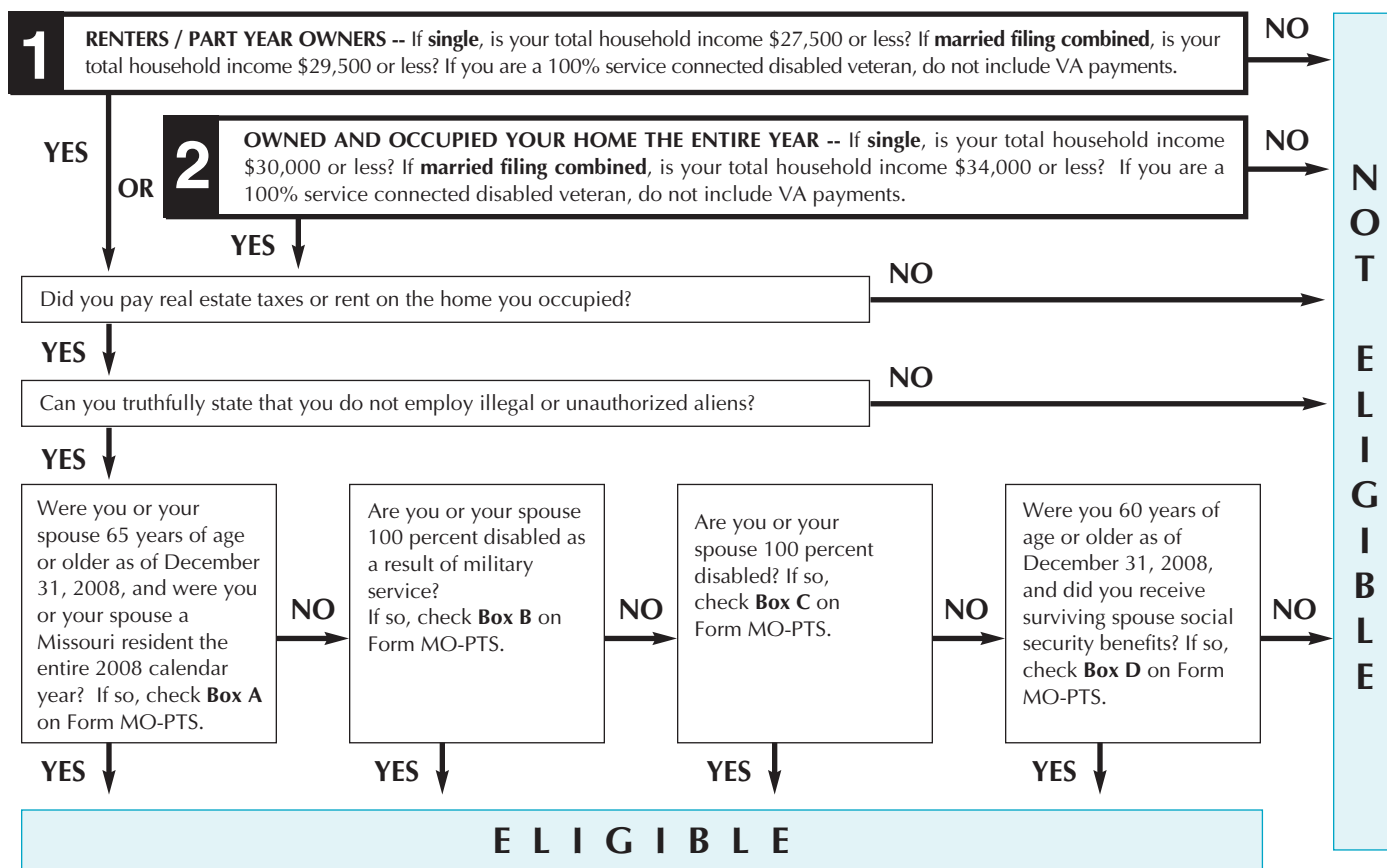 1
RENTERS / PART YEAR OWNERS -- If single, is your total household income $27,500 or less? If married filing combined, is your
total household income $29,500 or less? If you are a 100% service connected disabled veteran, do not include VA payments.
NO
YES
OR
2
OWNED AND OCCUPIED YOUR HOME THE ENTIRE YEAR -- If single, is your total household income
$30,000 or less? If married filing combined, is your total household income $34,000 or less? If you are a
100% service connected disabled veteran, do not include VA payments.
NO
YES
Did you pay real estate taxes or rent on the home you occupied?
NO
YES
Can you truthfully state that you do not employ illegal or unauthorized aliens?
NO
YES
Were you or your
spouse 65 years of age
or older as of December
31, 2008, and were you
or your spouse a
Missouri resident the
entire 2008 calendar
year? If so, check Box A
on Form MO-PTS.
NO
YES
Are you or your spouse
100 percent disabled as
a result of military
service?
If so, check Box B on
Form MO-PTS.
NO
YES
Are you or your
spouse 100 percent
disabled? If so,
check Box C on
Form MO-PTS.
NO
YES
Were you 60 years of
age or older as of
December 31, 2008,
and did you receive
surviving spouse social
security benefits? If so,
check Box D on Form
MO-PTS.
NO
YES
ELIGIBLE
NOT ELIGIBLE